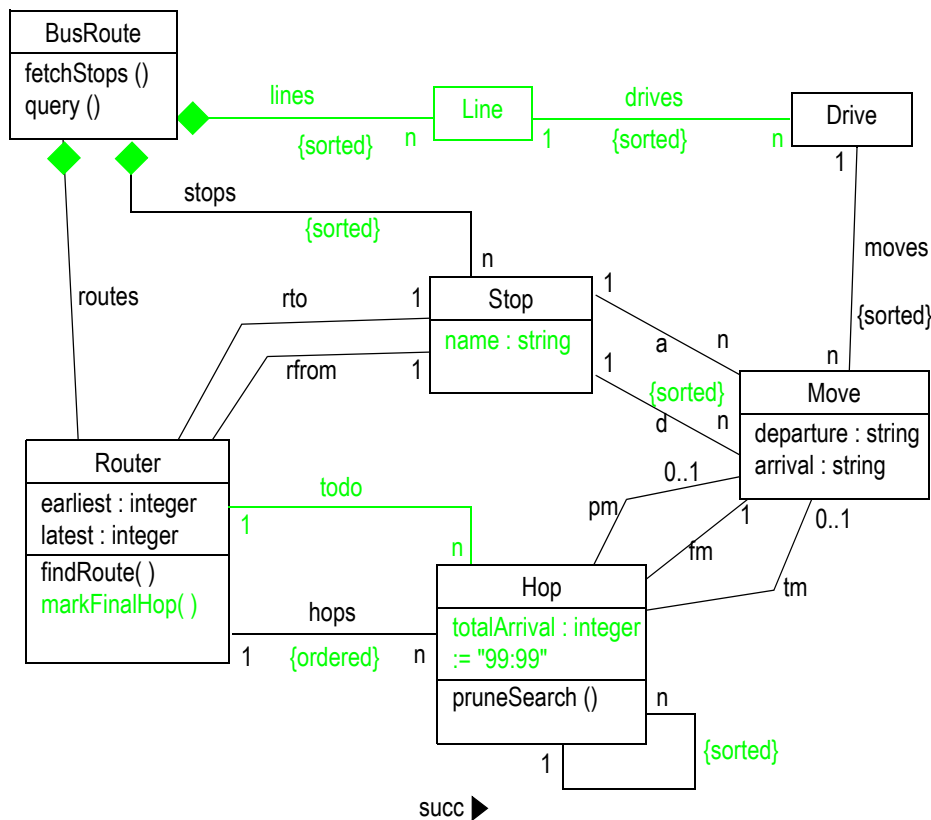 BusRoute
fetchStops ()
query ()
lines
{sorted}
n
Line
drives
1
{sorted}
n
Drive
1
stops
{sorted}
n
moves
{sorted}
n
routes
rto
1
rfrom
1
Stop
name : string
1
a
n
1
{sorted}
d
n
Move
departure : string
arrival : string
Router
earliest : integer
latest : integer
findRoute( )
markFinalHop( )
todo
1
n
0..1
pm
1
fm
0..1
tm
hops
1
{ordered}
n
Hop
totalArrival : integer
:= "99:99"
pruneSearch ()
n
{sorted}
1
succ